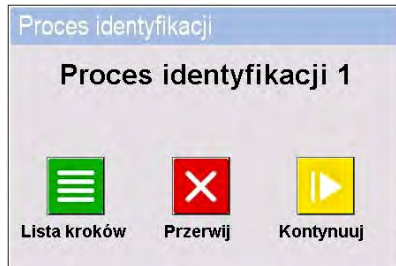 Proces identyfikacji
Proces identyfikacji 1
Lista kroków Przerwij Kontynuuj